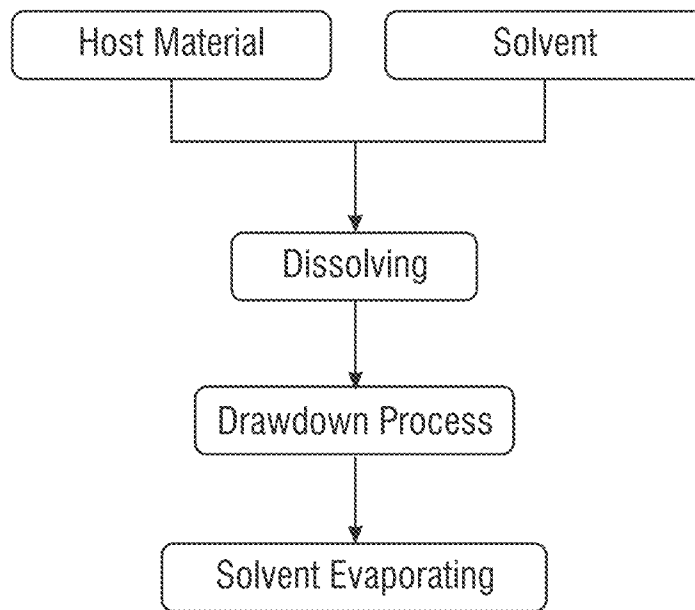 Host Material
Solvent
Dissolving
Drawdown Process
Solvent Evaporating